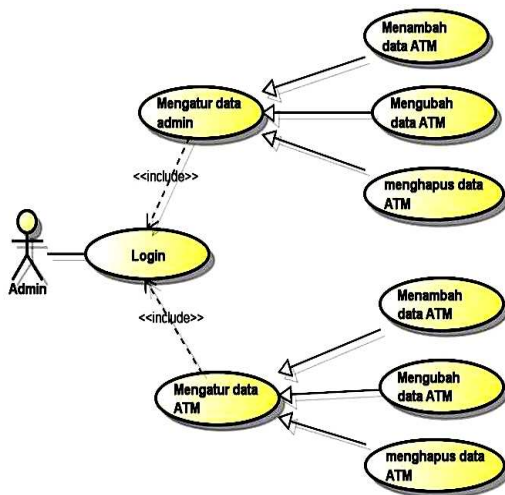 Menambah
data ATM
Mengatur data
admin
Mengubah
data ATM
menghapus data
ATM
<<include>>
Login
Admin
<<include>>
Menambah
data ATM
Mengatur data
ATM
Mengubah
data ATM
menghapus data
ATM